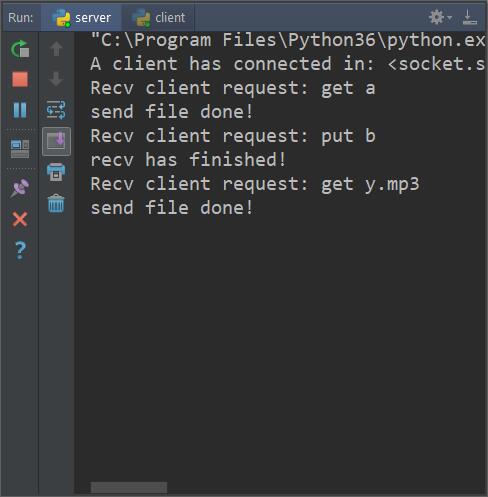 Run: server client
"C:\Program Files\Python36\python.ex
A client has connected in: <socket.s
Recv client request: get a
send file done!
Recv client request: put b
recv has finished!
Recv client request: get y.mp3
send file done!